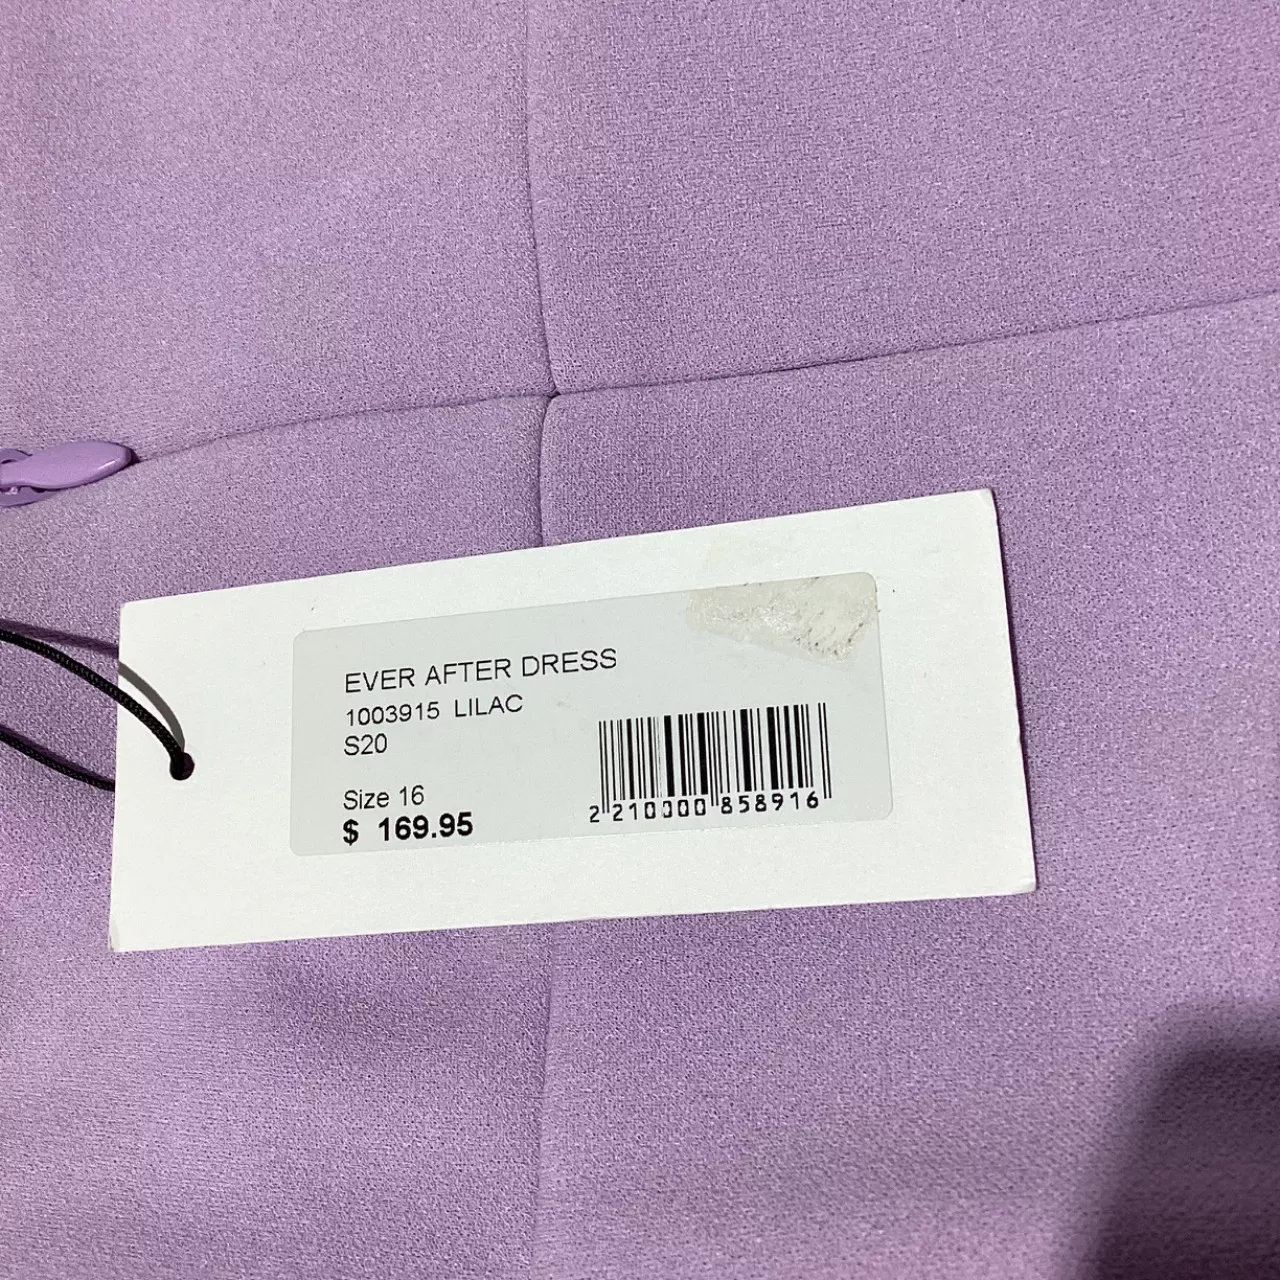 EVER AFTER DRESS
1003915 LILAC
S20
Size 16
$ 169.95
2 210000 858916